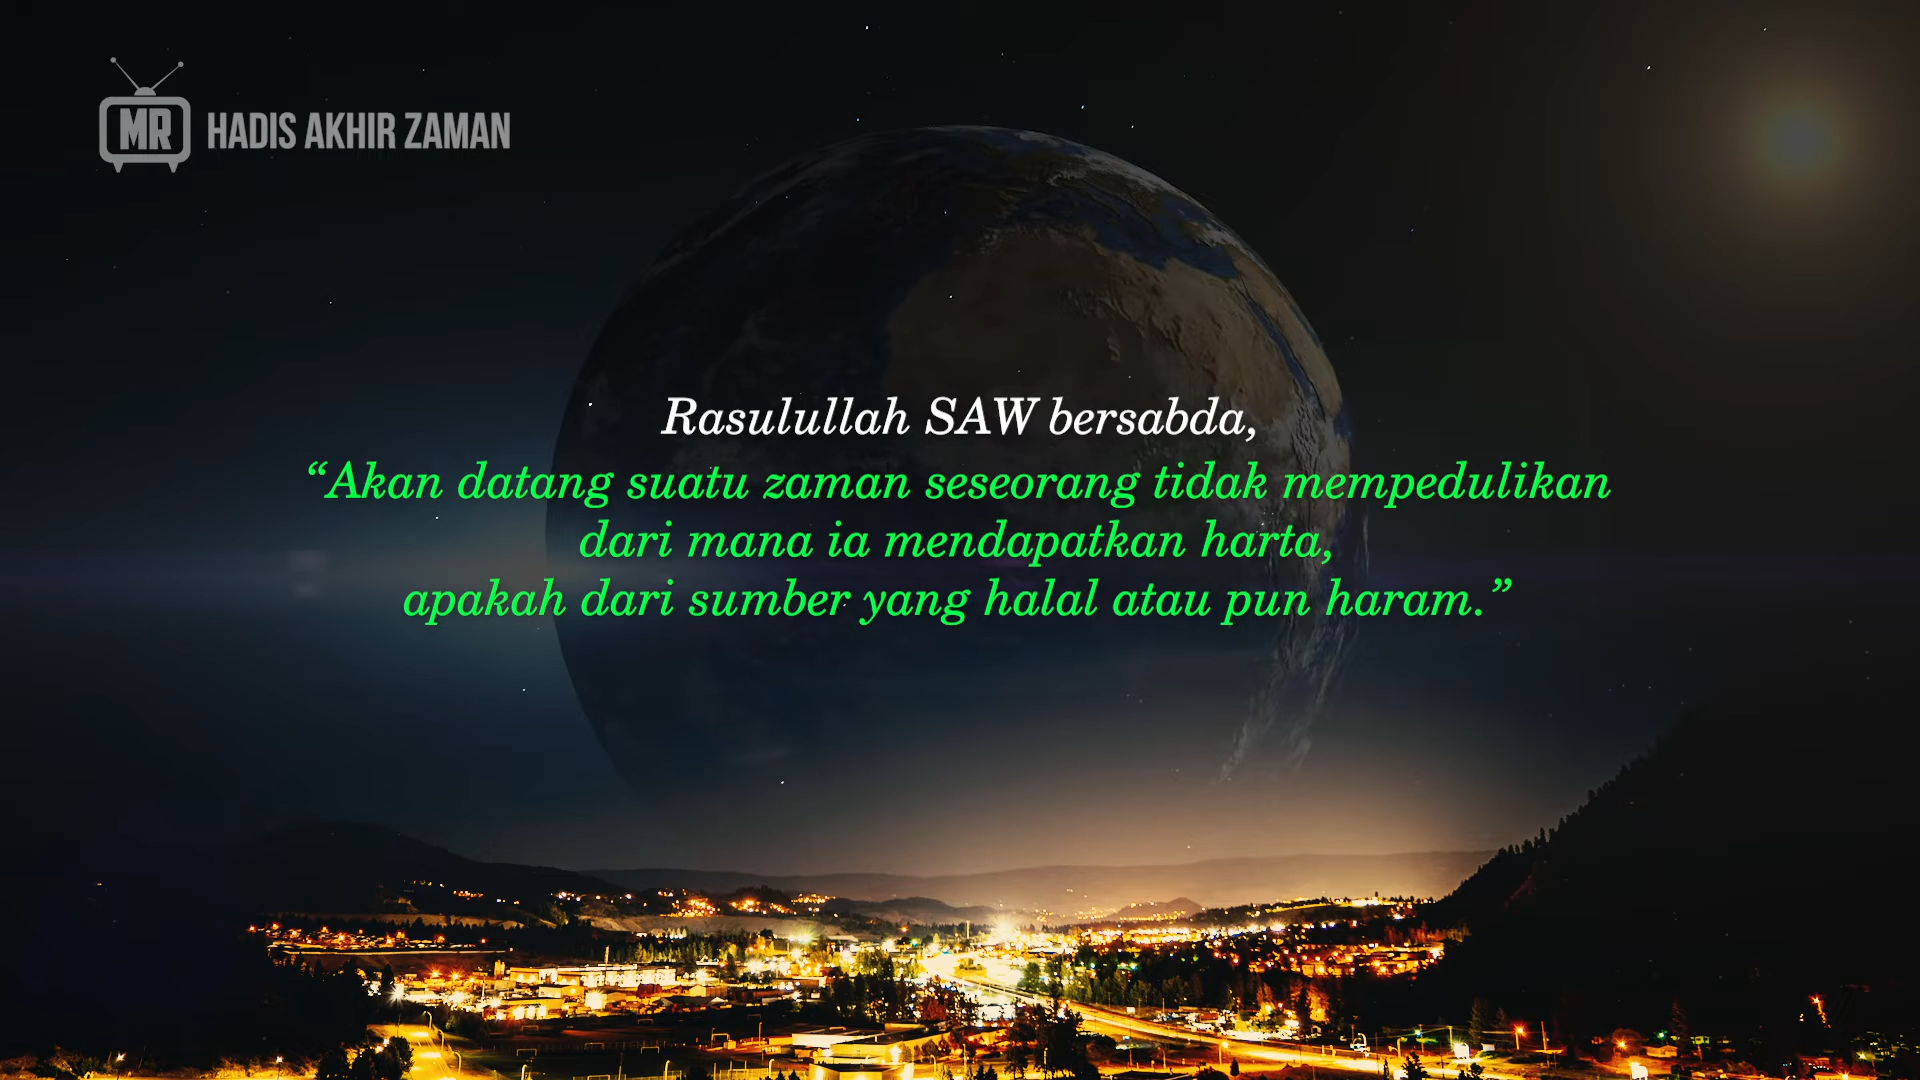 MR HADIS AKHIR ZAMAN
Rasulullah SAW bersabda,
“Akan datang suatu zaman seseorang tidak mempedulikan
dari mana ia mendapatkan harta,
apakah dari sumber yang halal atau pun haram.”